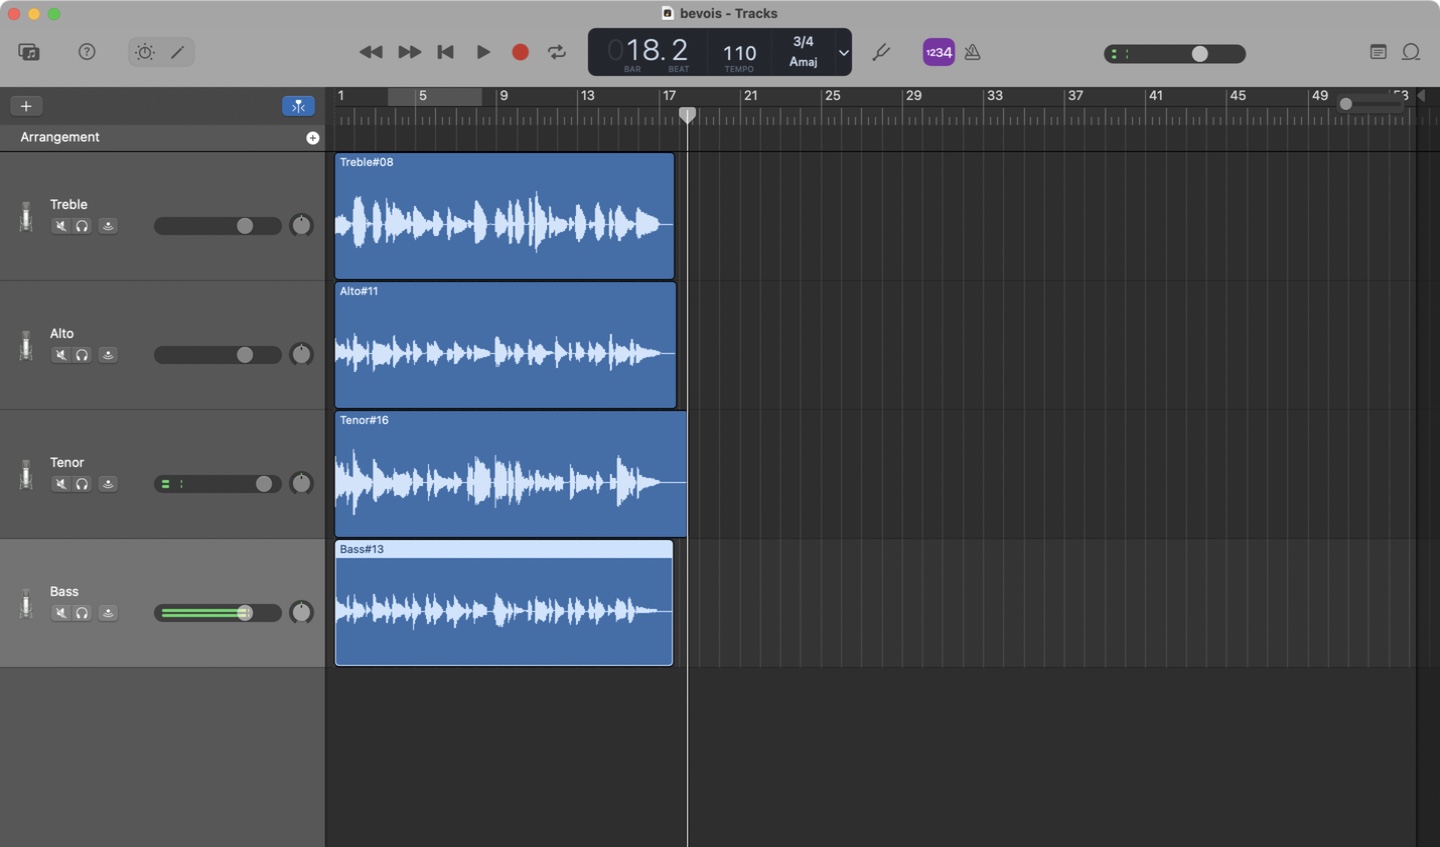 bevois - Tracks
018.2
BAR BEAT
110
TEMPO
3/4
Amaj
1234
1 5 9 13 17 21 25 29 33 37 41 45 49 53
Arrangement
Treble#08
Treble
Alto#11
Alto
Tenor#16
Tenor
Bass#13
Bass